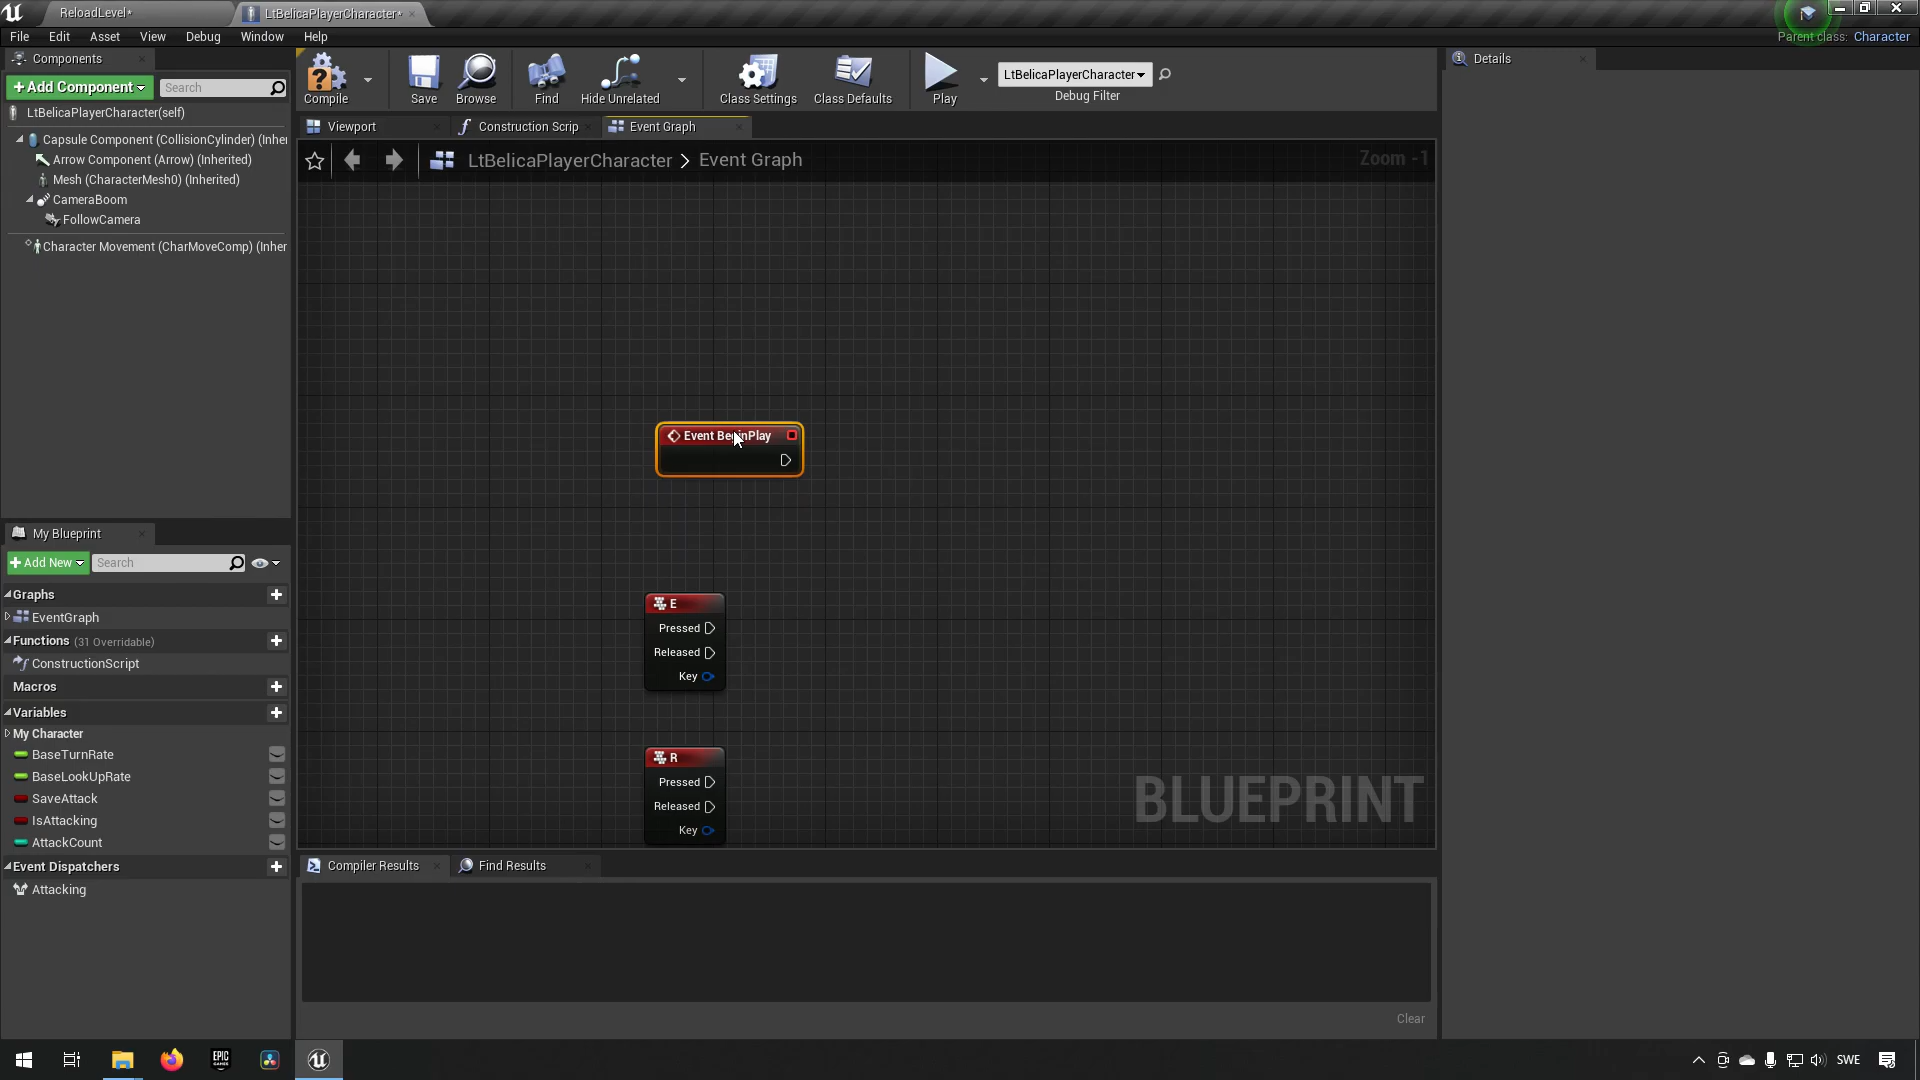 ReloadLevel*
LtBelicaPlayerCharacter*
File Edit Asset View Debug Window Help
Parent class: Character
Components
+Add Component
Search
LtBelicaPlayerCharacter(self)
Capsule Component (CollisionCylinder) (Inher
Arrow Component (Arrow) (Inherited)
Mesh (CharacterMesh0) (Inherited)
CameraBoom
FollowCamera
Character Movement (CharMoveComp) (Inher
Compile
Save
Browse
Find
Hide Unrelated
Class Settings
Class Defaults
Play
LtBelicaPlayerCharacter
Debug Filter
Details
Viewport
Construction Scrip
Event Graph
LtBelicaPlayerCharacter > Event Graph
Zoom -1
Event BeginPlay
E
Pressed
Released
Key
R
Pressed
Released
Key
BLUEPRINT
My Blueprint
+Add New
Search
Graphs
EventGraph
Functions (31 Overridable)
ConstructionScript
Macros
Variables
My Character
BaseTurnRate
BaseLookUpRate
SaveAttack
IsAttacking
AttackCount
Event Dispatchers
Attacking
Compiler Results
Find Results
Clear
EPIC
GAMES
SWE